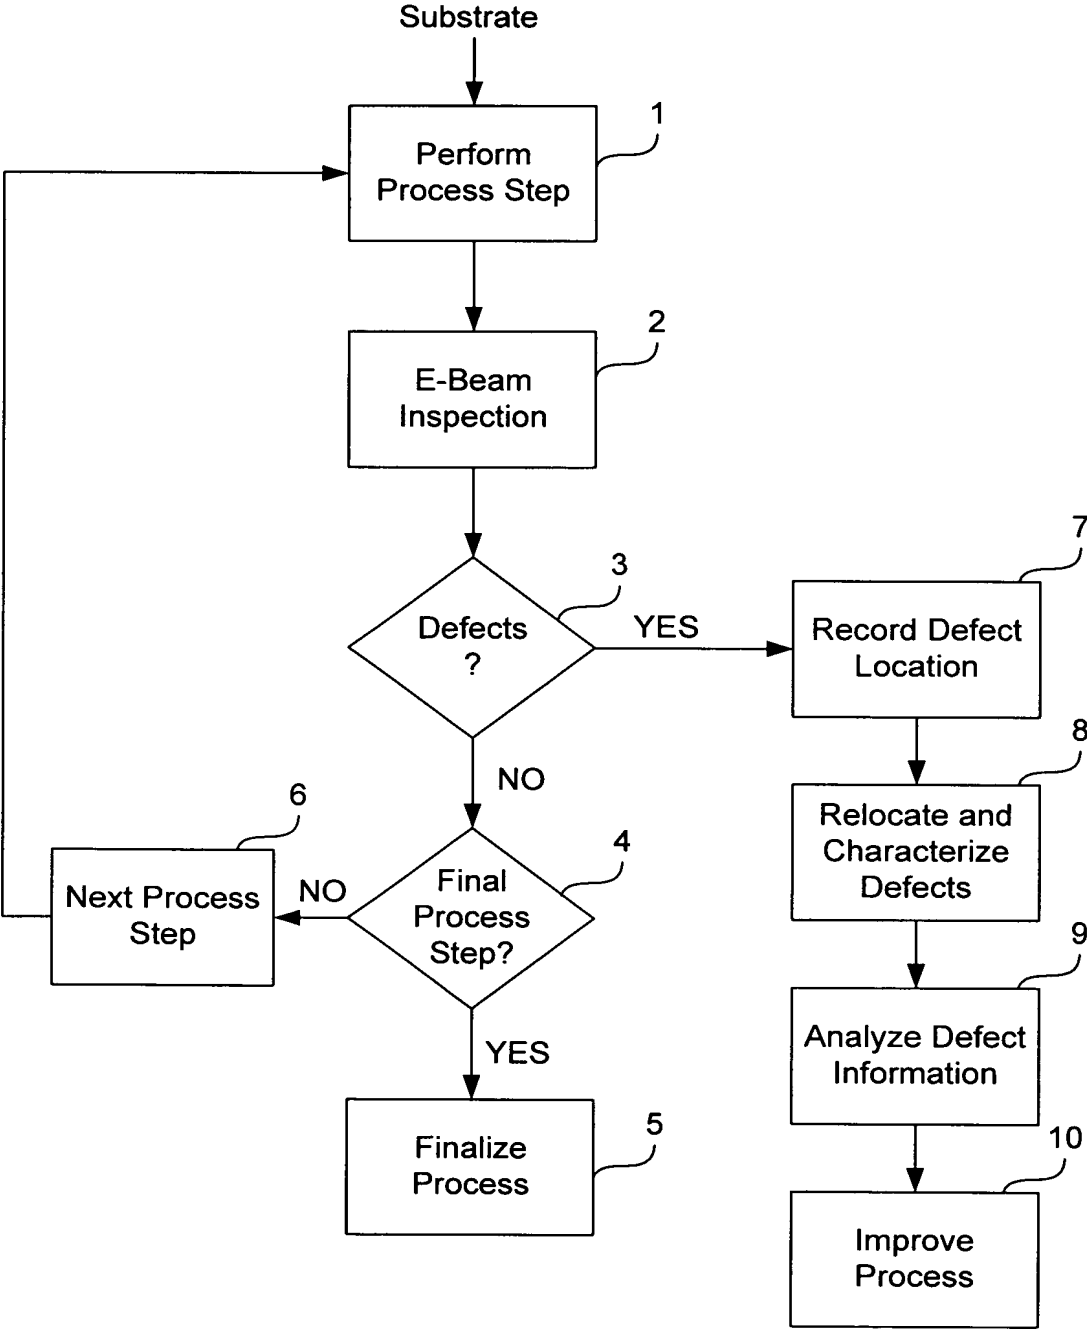 Substrate
1
Perform
Process Step
2
E-Beam
Inspection
3
Defects
?
YES
7
Record Defect
Location
NO
8
Relocate and
Characterize
Defects
6
Next Process
Step
NO
4
Final
Process
Step?
9
Analyze Defect
Information
YES
5
Finalize
Process
10
Improve
Process